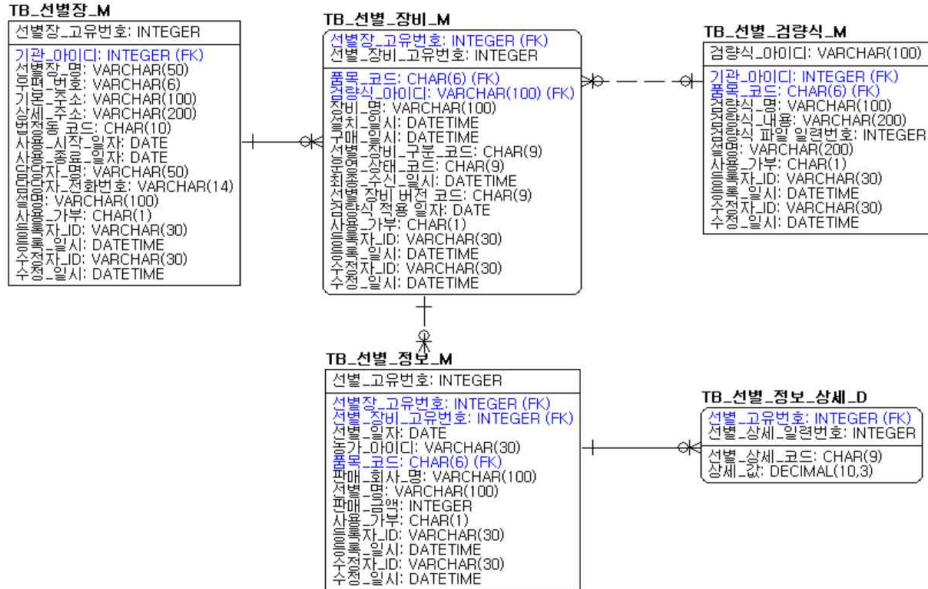 TB_선별장_M
선별장_고유번호: INTEGER
기관_아이디: INTEGER (FK)
선별장_명: VARCHAR(50)
우편_번호: VARCHAR(6)
기본_주소: VARCHAR(100)
상세_주소: VARCHAR(200)
법정동_코드: CHAR(10)
사용_시작_일자: DATE
사용_종료_일자: DATE
담당자_명: VARCHAR(50)
담당자_전화번호: VARCHAR(14)
설명: VARCHAR(100)
사용_가부: CHAR(1)
등록자_ID: VARCHAR(30)
등록_일시: DATETIME
수정자_ID: VARCHAR(30)
수정_일시: DATETIME
TB_선별_장비_M
선별장_고유번호: INTEGER (FK)
선별_장비_고유번호: INTEGER
품목_코드: CHAR(6) (FK)
검량식_아이디: VARCHAR(100) (FK)
장비_명: VARCHAR(100)
설치_일시: DATETIME
구매_일시: DATETIME
선별_장비_구분_코드: CHAR(9)
운영_상태_코드: CHAR(9)
최종_수신_일시: DATETIME
선별_장비 버전 코드: CHAR(9)
검량식_적용_일자: DATE
사용_가부: CHAR(1)
등록자_ID: VARCHAR(30)
등록_일시: DATETIME
수정자_ID: VARCHAR(30)
수정_일시: DATETIME
TB_선별_검량식_M
검량식_아이디: VARCHAR(100)
기관_아이디: INTEGER (FK)
품목_코드: CHAR(6) (FK)
검량식_명: VARCHAR(100)
검량식_내용: VARCHAR(200)
검량식 파일 일련번호: INTEGER
설명: VARCHAR(200)
사용_가부: CHAR(1)
등록자_ID: VARCHAR(30)
등록_일시: DATETIME
수정자_ID: VARCHAR(30)
수정_일시: DATETIME
TB_선별_정보_M
선별_고유번호: INTEGER
선별장_고유번호: INTEGER (FK)
선별_장비_고유번호: INTEGER (FK)
선별_일자: DATE
농가_아이디: VARCHAR(30)
품목_코드: CHAR(6) (FK)
판매_회사_명: VARCHAR(100)
선별_명: VARCHAR(100)
판매_금액: INTEGER
사용_가부: CHAR(1)
등록자_ID: VARCHAR(30)
등록_일시: DATETIME
수정자_ID: VARCHAR(30)
수정_일시: DATETIME
TB_선별_정보_상세_D
선별_고유번호: INTEGER (FK)
선별_상세_일련번호: INTEGER
선별_상세_코드: CHAR(9)
상세_값: DECIMAL(10,3)